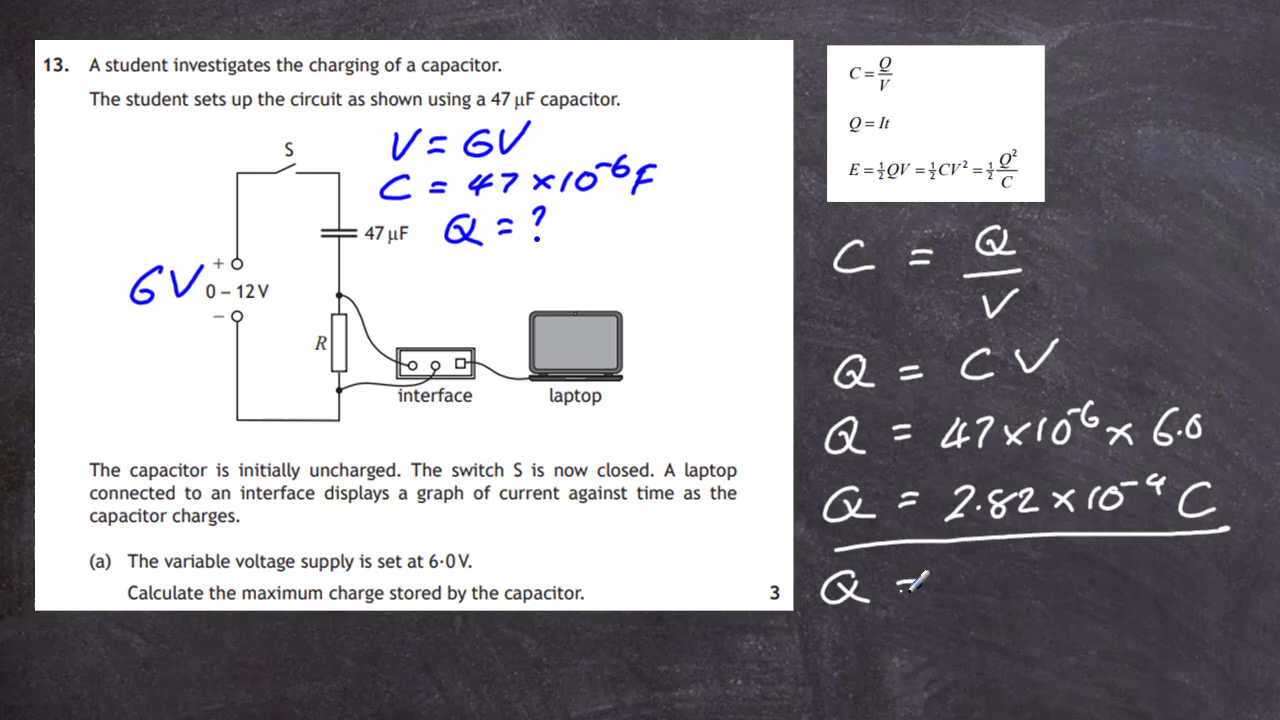 13. A student investigates the charging of a capacitor.
The student sets up the circuit as shown using a 47 µF capacitor.
S
V = 6V
C = 47 × 10⁻⁶ F
Q = ?
47 µF
+
6V
0 – 12 V
−
R
interface
laptop
The capacitor is initially uncharged. The switch S is now closed. A laptop
connected to an interface displays a graph of current against time as the
capacitor charges.
(a) The variable voltage supply is set at 6·0 V.
Calculate the maximum charge stored by the capacitor. 3
C = Q/V
Q = It
E = ½QV = ½CV² = ½ Q²/C
C = Q/V
Q = CV
Q = 47×10⁻⁶ × 6.0
Q = 2.82 × 10⁻⁴ C
Q =